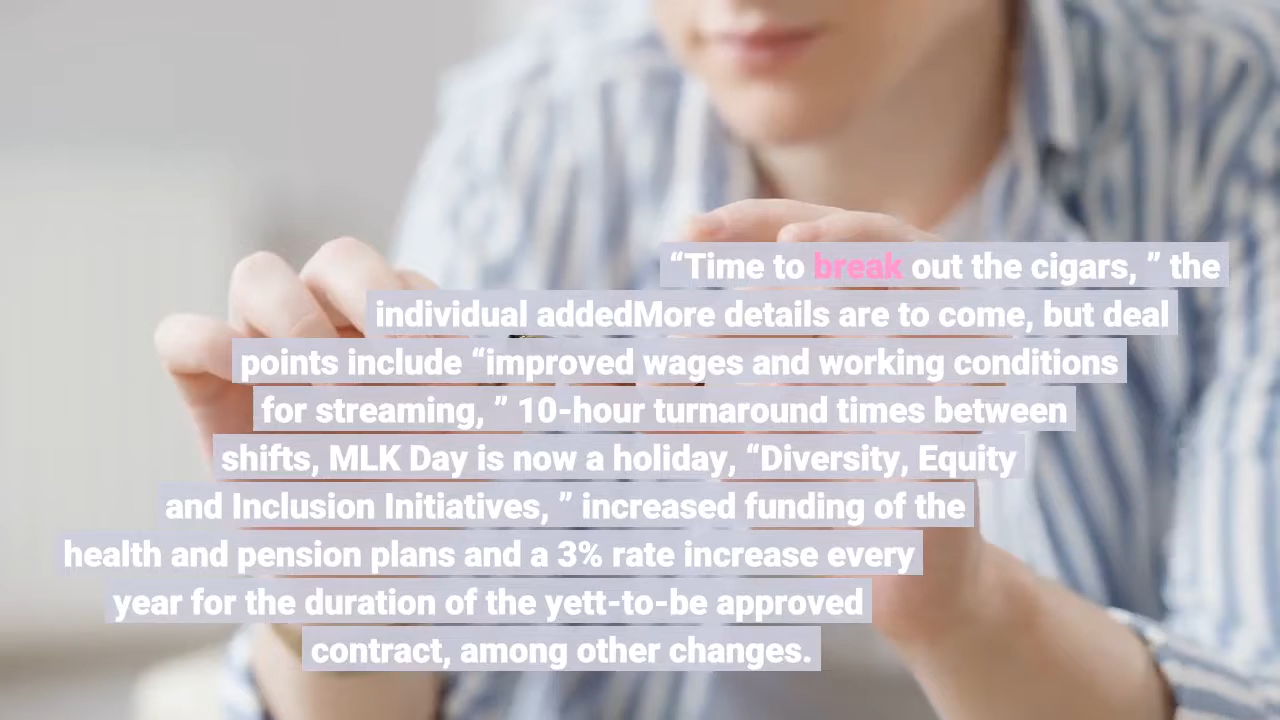 “Time to break out the cigars, ” the
individual addedMore details are to come, but deal
points include “improved wages and working conditions
for streaming, ” 10-hour turnaround times between
shifts, MLK Day is now a holiday, “Diversity, Equity
and Inclusion Initiatives, ” increased funding of the
health and pension plans and a 3% rate increase every
year for the duration of the yett-to-be approved
contract, among other changes.